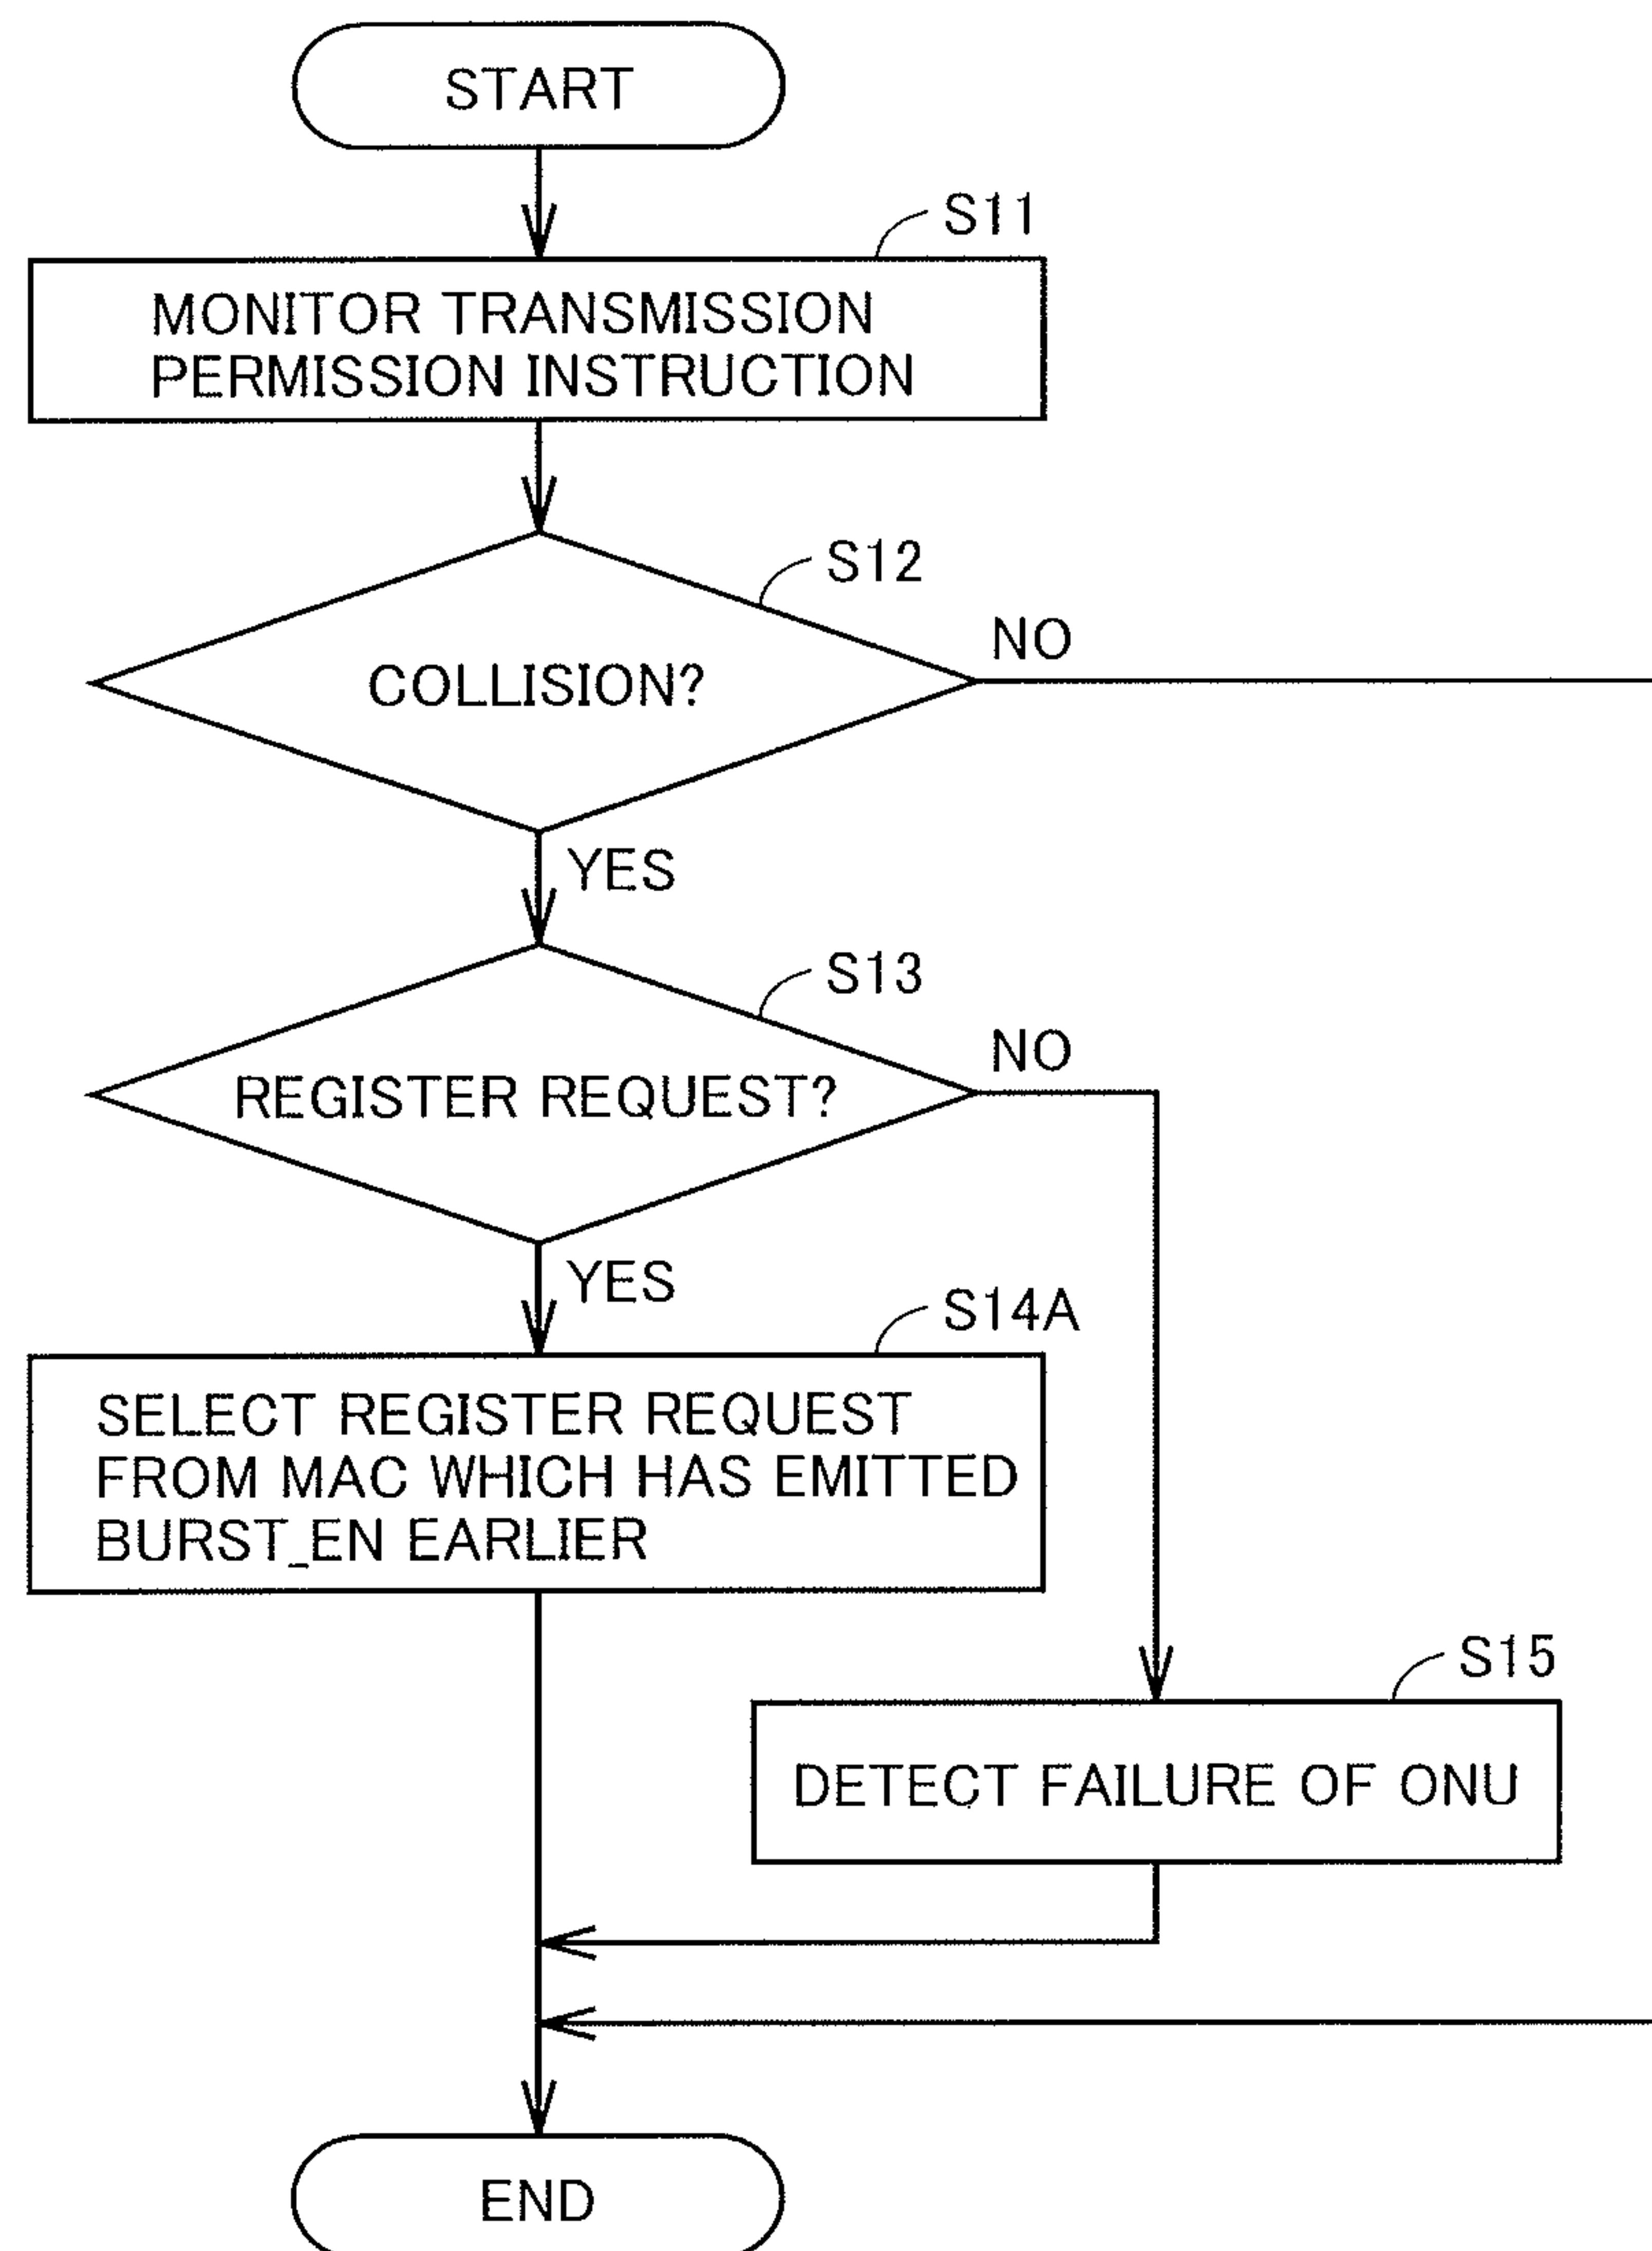 START
S11
MONITOR TRANSMISSION
PERMISSION INSTRUCTION
S12
COLLISION?
NO
YES
S13
REGISTER REQUEST?
NO
YES
S14A
SELECT REGISTER REQUEST
FROM MAC WHICH HAS EMITTED
BURST_EN EARLIER
S15
DETECT FAILURE OF ONU
END